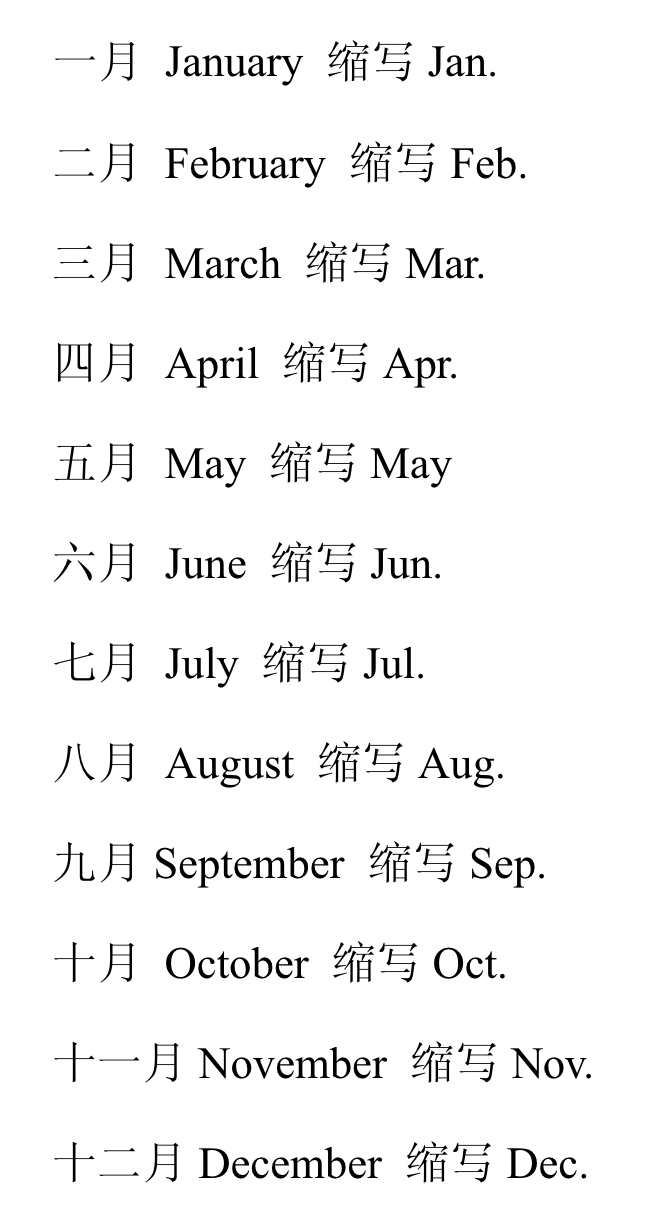 一月 January 缩写 Jan.
二月 February 缩写 Feb.
三月 March 缩写 Mar.
四月 April 缩写 Apr.
五月 May 缩写 May
六月 June 缩写 Jun.
七月 July 缩写 Jul.
八月 August 缩写 Aug.
九月 September 缩写 Sep.
十月 October 缩写 Oct.
十一月 November 缩写 Nov.
十二月 December 缩写 Dec.